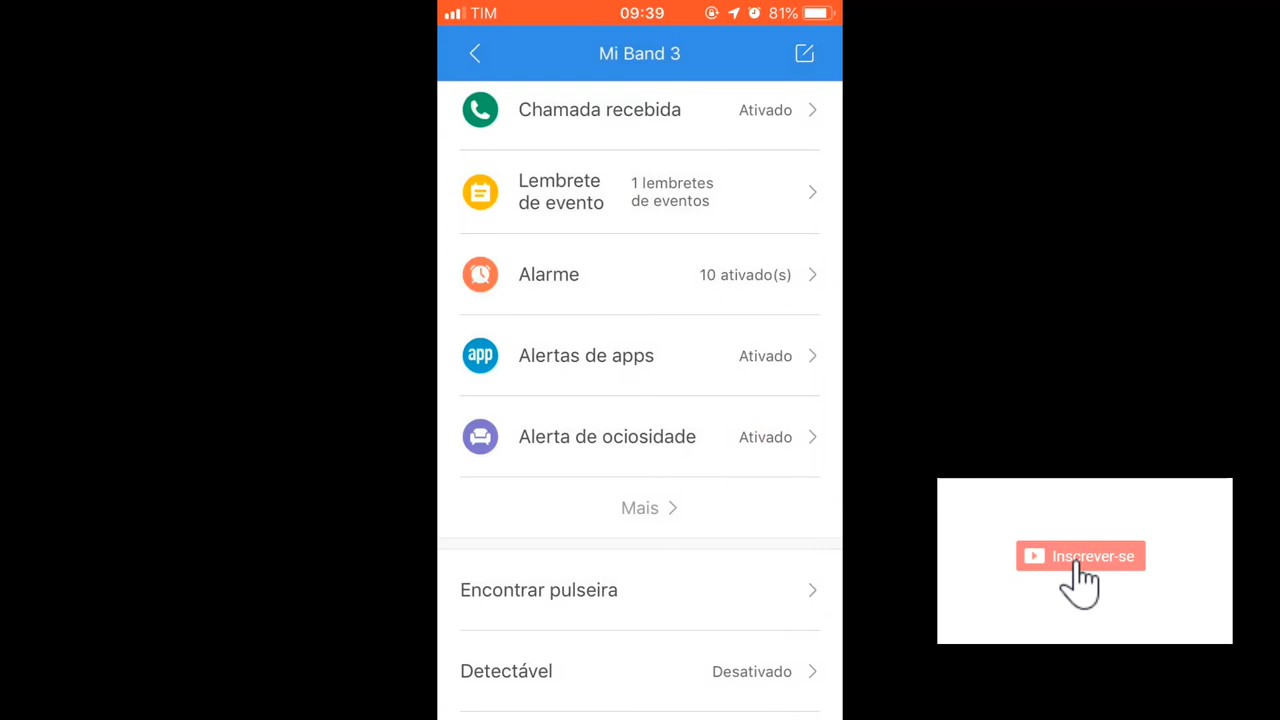 TIM 09:39 81%
Mi Band 3
Chamada recebida Ativado
Lembrete
de evento
1 lembretes
de eventos
Alarme 10 ativado(s)
app Alertas de apps Ativado
Alerta de ociosidade Ativado
Mais
Encontrar pulseira
Detectável Desativado
Inscrever-se